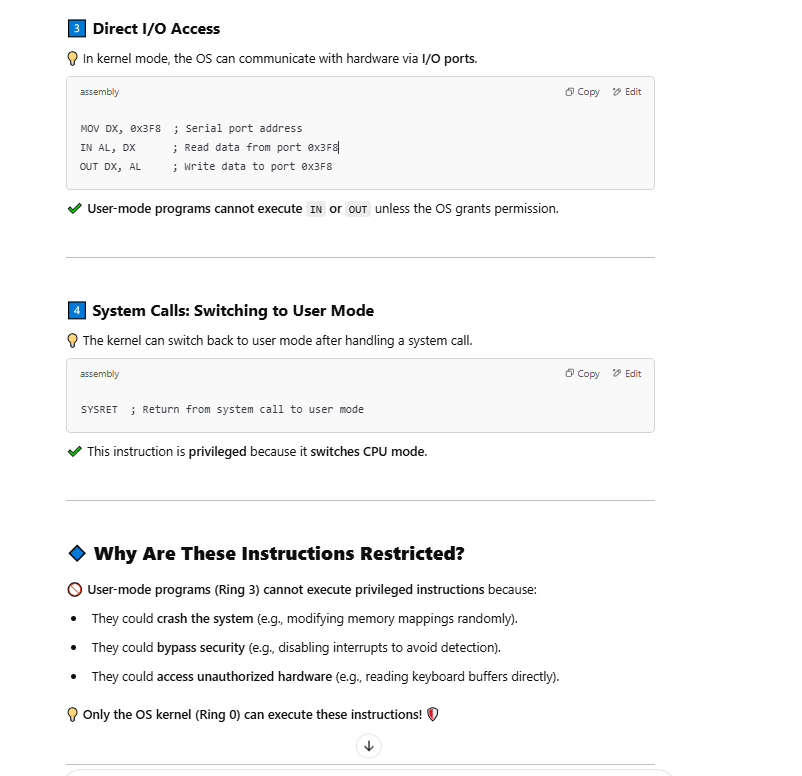 3 Direct I/O Access
💡 In kernel mode, the OS can communicate with hardware via I/O ports.
assembly Copy Edit
MOV DX, 0x3F8 ; Serial port address
IN AL, DX ; Read data from port 0x3F8
OUT DX, AL ; Write data to port 0x3F8
✔ User-mode programs cannot execute IN or OUT unless the OS grants permission.
4 System Calls: Switching to User Mode
💡 The kernel can switch back to user mode after handling a system call.
assembly Copy Edit
SYSRET ; Return from system call to user mode
✔ This instruction is privileged because it switches CPU mode.
🔷 Why Are These Instructions Restricted?
🚫 User-mode programs (Ring 3) cannot execute privileged instructions because:
• They could crash the system (e.g., modifying memory mappings randomly).
• They could bypass security (e.g., disabling interrupts to avoid detection).
• They could access unauthorized hardware (e.g., reading keyboard buffers directly).
💡 Only the OS kernel (Ring 0) can execute these instructions! 🛡